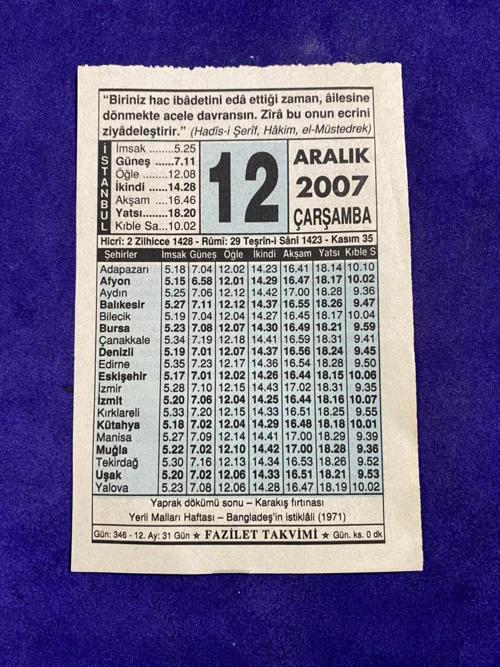 “Biriniz hac ibâdetini edâ ettiği zaman, âilesine
dönmekte acele davransın. Zîrâ bu onun ecrini
ziyâdeleştirir.” (Hadîs-i Şerîf, Hâkim, el-Müstedrek)
İSTANBUL
İmsak ........5.25
Güneş ......7.11
Öğle ........12.08
İkindi ......14.28
Akşam ....16.46
Yatsı........18.20
Kıble Sa...10.02
12
ARALIK
2007
ÇARŞAMBA
Hicrî: 2 Zilhicce 1428 - Rûmî: 29 Teşrîn-i Sânî 1423 - Kasım 35
Şehirler İmsak Güneş Öğle İkindi Akşam Yatsı Kıble S
Adapazarı 5.18 7.04 12.02 14.23 16.41 18.14 10.10
Afyon 5.15 6.58 12.01 14.29 16.47 18.17 10.02
Aydın 5.25 7.06 12.12 14.42 17.00 18.28 9.36
Balıkesir 5.27 7.11 12.12 14.37 16.55 18.26 9.47
Bilecik 5.19 7.04 12.04 14.27 16.45 18.17 10.04
Bursa 5.23 7.08 12.07 14.30 16.49 18.21 9.59
Çanakkale 5.34 7.19 12.18 14.41 16.59 18.31 9.41
Denizli 5.19 7.01 12.07 14.37 16.56 18.24 9.45
Edirne 5.35 7.23 12.17 14.36 16.54 18.28 9.50
Eskişehir 5.17 7.01 12.02 14.26 16.44 18.15 10.06
İzmir 5.28 7.10 12.15 14.43 17.02 18.31 9.35
İzmit 5.20 7.06 12.04 14.25 16.44 18.16 10.07
Kırklareli 5.33 7.20 12.15 14.33 16.51 18.25 9.55
Kütahya 5.18 7.02 12.04 14.29 16.48 18.18 10.01
Manisa 5.27 7.09 12.14 14.41 17.00 18.29 9.39
Muğla 5.22 7.02 12.10 14.42 17.00 18.28 9.36
Tekirdağ 5.30 7.16 12.13 14.34 16.53 18.26 9.52
Uşak 5.20 7.02 12.06 14.33 16.51 18.21 9.53
Yalova 5.23 7.08 12.06 14.28 16.47 18.19 10.02
Yaprak dökümü sonu – Karakış fırtınası
Yerli Malları Haftası – Bangladeş’in istiklâli (1971)
Gün: 346 - 12. Ay: 31 Gün ★ FAZİLET TAKVİMİ ★ Gün. ks. 0 dk